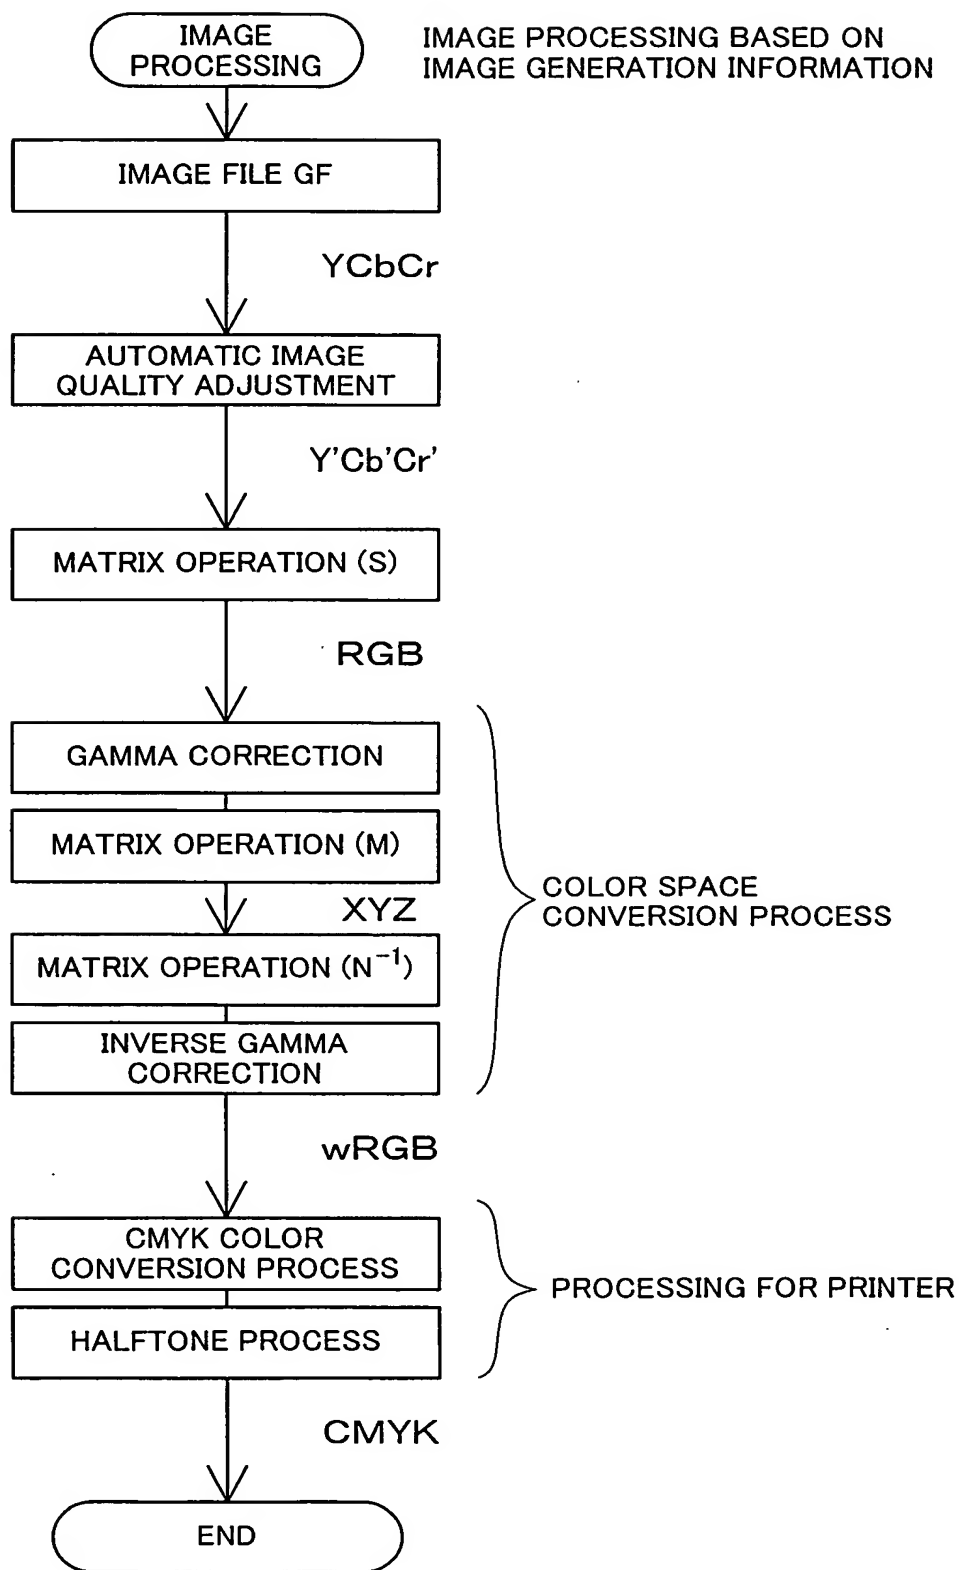 IMAGE
PROCESSING
IMAGE PROCESSING BASED ON
IMAGE GENERATION INFORMATION
IMAGE FILE GF
YCbCr
AUTOMATIC IMAGE
QUALITY ADJUSTMENT
Y'Cb'Cr'
MATRIX OPERATION (S)
RGB
GAMMA CORRECTION
MATRIX OPERATION (M)
XYZ
COLOR SPACE
CONVERSION PROCESS
MATRIX OPERATION (N⁻¹)
INVERSE GAMMA
CORRECTION
wRGB
CMYK COLOR
CONVERSION PROCESS
PROCESSING FOR PRINTER
HALFTONE PROCESS
CMYK
END